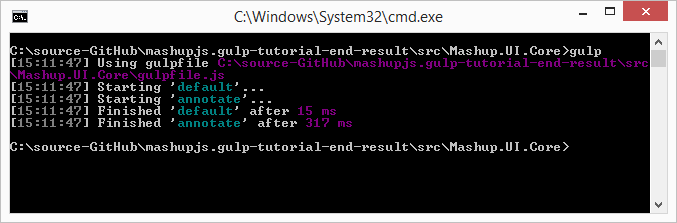 C:\Windows\System32\cmd.exe
C:\source-GitHub\mashupjs.gulp-tutorial-end-result\src\Mashup.UI.Core>gulp
[15:11:47] Using gulpfile C:\source-GitHub\mashupjs.gulp-tutorial-end-result\src
\Mashup.UI.Core\gulpfile.js
[15:11:47] Starting 'default'...
[15:11:47] Starting 'annotate'...
[15:11:47] Finished 'default' after 15 ms
[15:11:47] Finished 'annotate' after 317 ms
C:\source-GitHub\mashupjs.gulp-tutorial-end-result\src\Mashup.UI.Core>